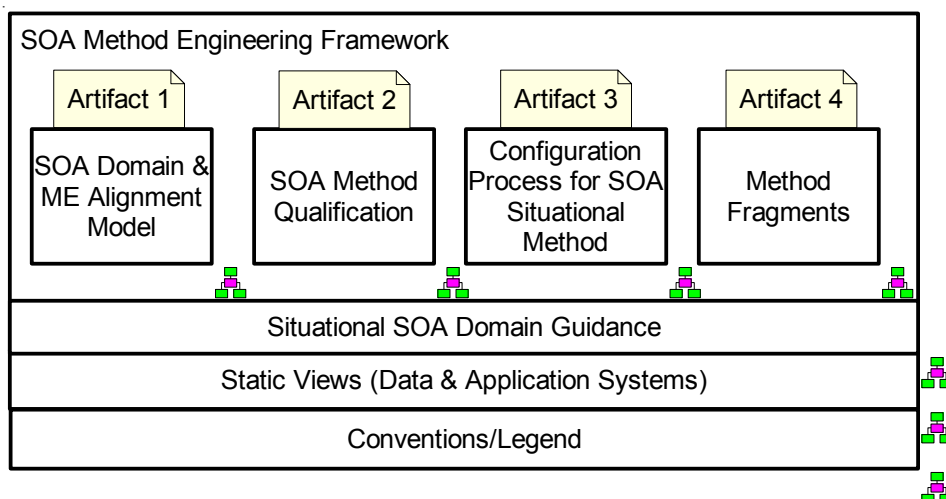 SOA Method Engineering Framework
Artifact 1
Artifact 2
Artifact 3
Artifact 4
SOA Domain &
ME Alignment
Model
SOA Method
Qualification
Configuration
Process for SOA
Situational
Method
Method
Fragments
Situational SOA Domain Guidance
Static Views (Data & Application Systems)
Conventions/Legend